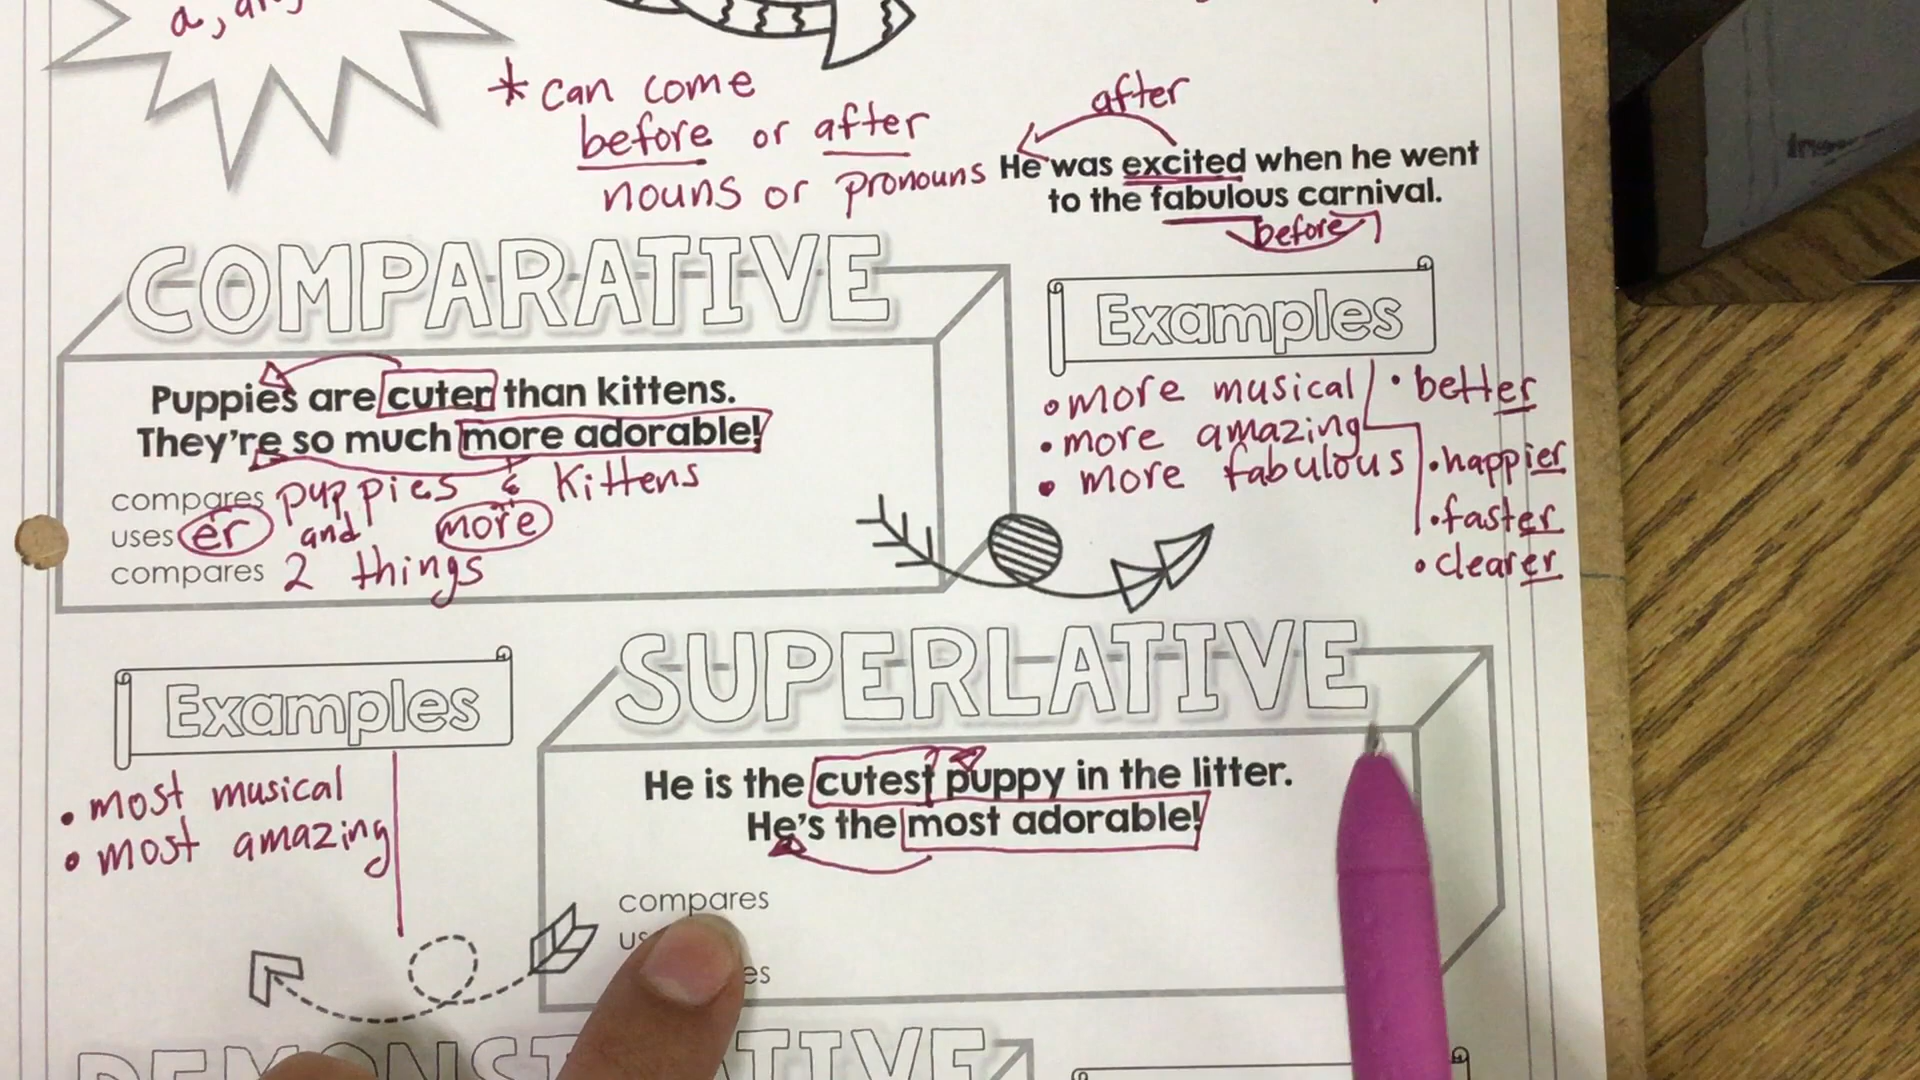 a,
* can come
before or after
nouns or pronouns
after
He was excited when he went
to the fabulous carnival.
before
COMPARATIVE
Puppies are cuter than kittens.
They're so much more adorable!
compares puppies & kittens
uses er and more
compares 2 things
Examples
• more musical
• more amazing
• more fabulous
• better
• happier
• faster
• clearer
Examples
• most musical
• most amazing
SUPERLATIVE
He is the cutest puppy in the litter.
He's the most adorable!
compares